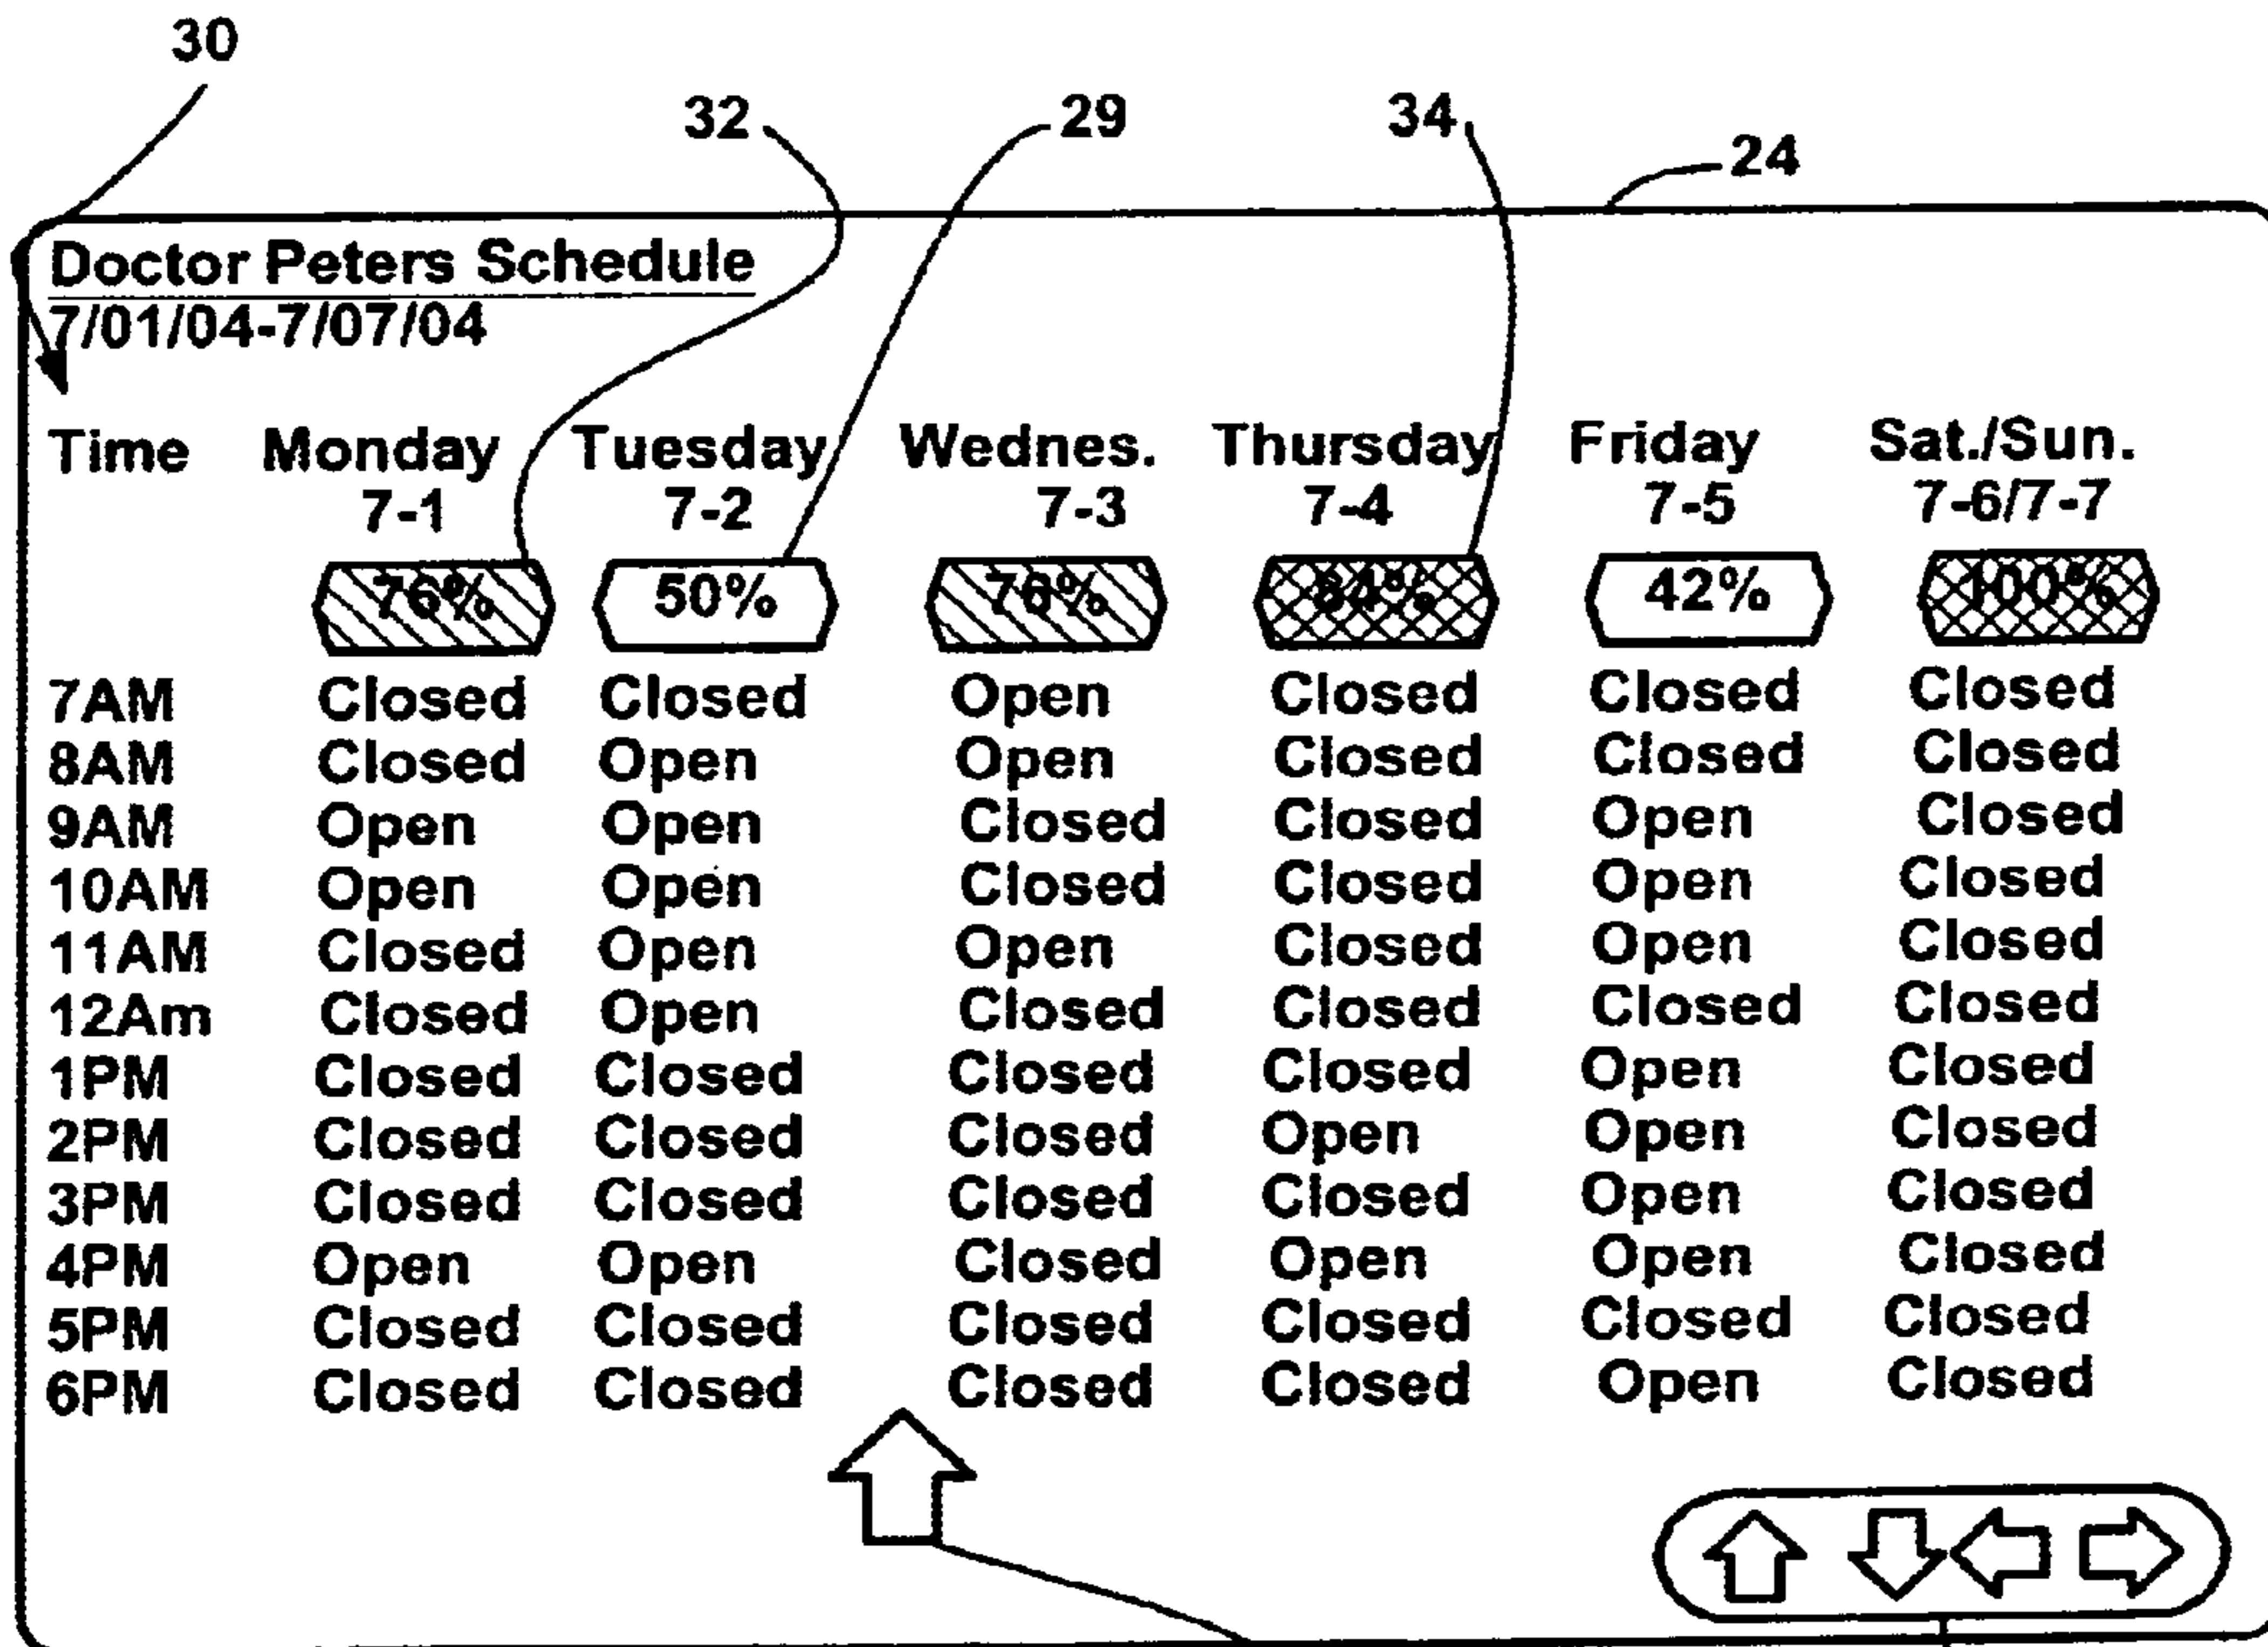 30
32 29 34 24
Doctor Peters Schedule
7/01/04-7/07/04
Time Monday Tuesday Wednes. Thursday Friday Sat./Sun.
7-1 7-2 7-3 7-4 7-5 7-6/7-7
76% 50% 76% 84% 42% 100%
7AM Closed Closed Open Closed Closed Closed
8AM Closed Open Open Closed Closed Closed
9AM Open Open Closed Closed Open Closed
10AM Open Open Closed Closed Open Closed
11AM Closed Open Open Closed Open Closed
12Am Closed Open Closed Closed Closed Closed
1PM Closed Closed Closed Closed Open Closed
2PM Closed Closed Closed Open Open Closed
3PM Closed Closed Closed Closed Open Closed
4PM Open Open Closed Open Open Closed
5PM Closed Closed Closed Closed Closed Closed
6PM Closed Closed Closed Closed Open Closed